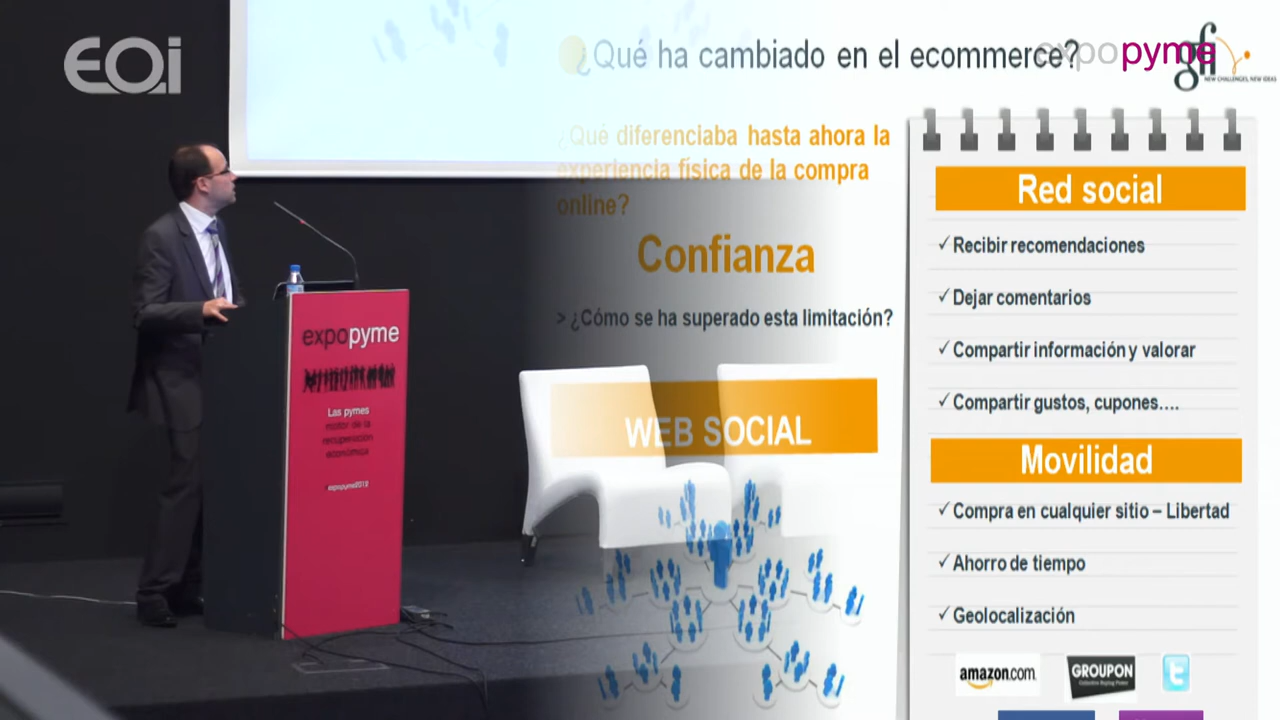 EOi
¿Qué ha cambiado en el ecommerce?
expopyme
gfi
NEW CHALLENGES, NEW IDEAS
¿Qué diferenciaba hasta ahora la
experiencia física de la compra
online?
Confianza
> ¿Cómo se ha superado esta limitación?
WEB SOCIAL
Red social
✓Recibir recomendaciones
✓Dejar comentarios
✓Compartir información y valorar
✓Compartir gustos, cupones....
Movilidad
✓Compra en cualquier sitio – Libertad
✓Ahorro de tiempo
✓Geolocalización
amazon.com
GROUPON
t
expopyme
Las pymes
motor de la
recuperación
económica